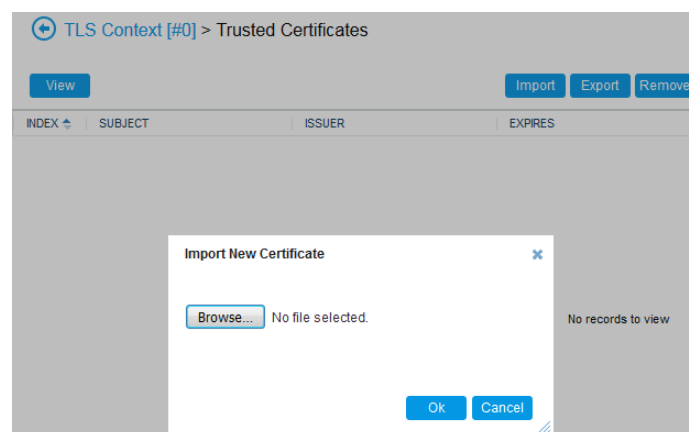 TLS Context [#0] > Trusted Certificates
View Import Export Remove
INDEX SUBJECT ISSUER EXPIRES
Import New Certificate
Browse... No file selected.
No records to view
Ok Cancel